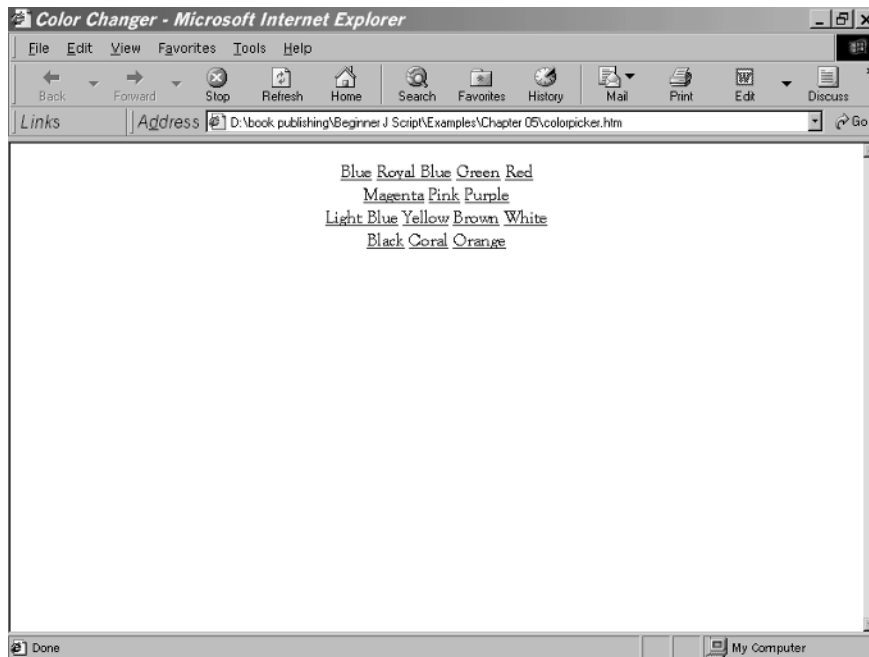 Color Changer - Microsoft Internet Explorer
File Edit View Favorites Tools Help
Back Forward Stop Refresh Home Search Favorites History Mail Print Edit Discuss
Links Address D:\book publishing\Beginner J Script\Examples\Chapter 05\colorpicker.htm Go
Blue Royal Blue Green Red
Magenta Pink Purple
Light Blue Yellow Brown White
Black Coral Orange
Done My Computer